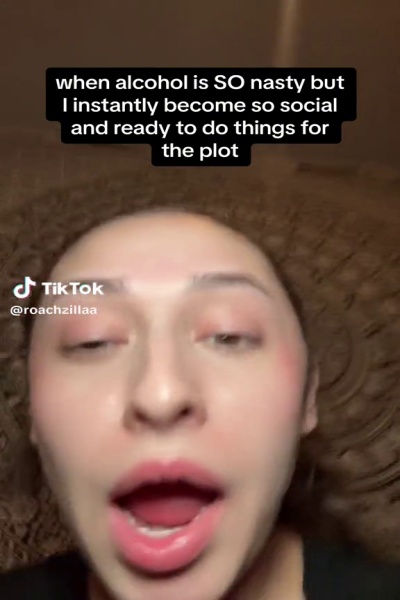 when alcohol is SO nasty but
I instantly become so social
and ready to do things for
the plot
TikTok
@roachzillaa